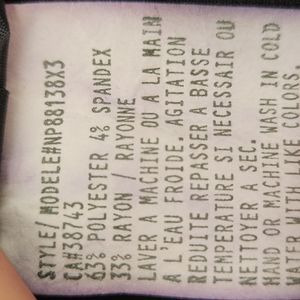 STYLE/MODELE#NP88138X3
CA#38743
63% POLYESTER 4% SPANDEX
33% RAYON / RAYONNE
LAVER A MACHINE OU A LA MAIN
A L'EAU FROIDE. AGITATION
REDUITE REPASSER A BASSE
TEMPERATURE SI NECESSAIR OU
NETTOYER A SEC.
HAND OR MACHINE WASH IN COLD
WATER WITH LIKE COLORS.